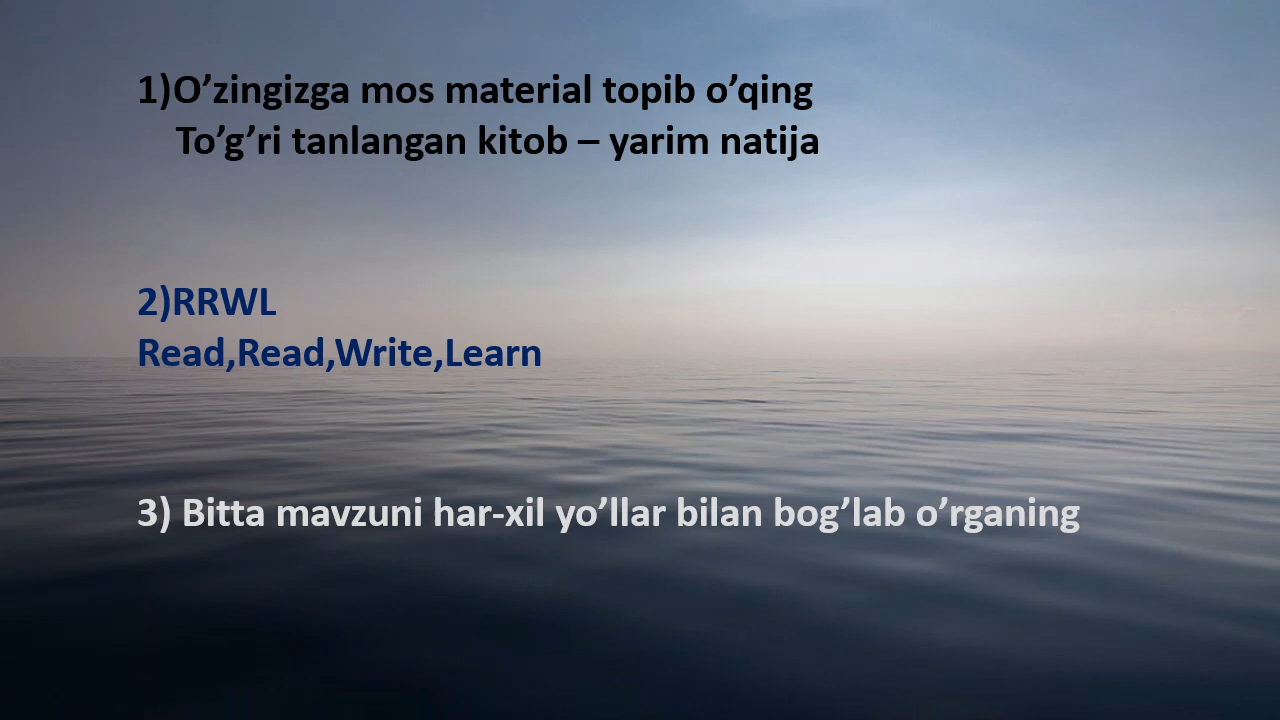 1)O’zingizga mos material topib o’qing
To’g’ri tanlangan kitob – yarim natija
2)RRWL
Read,Read,Write,Learn
3) Bitta mavzuni har-xil yo’llar bilan bog’lab o’rganing